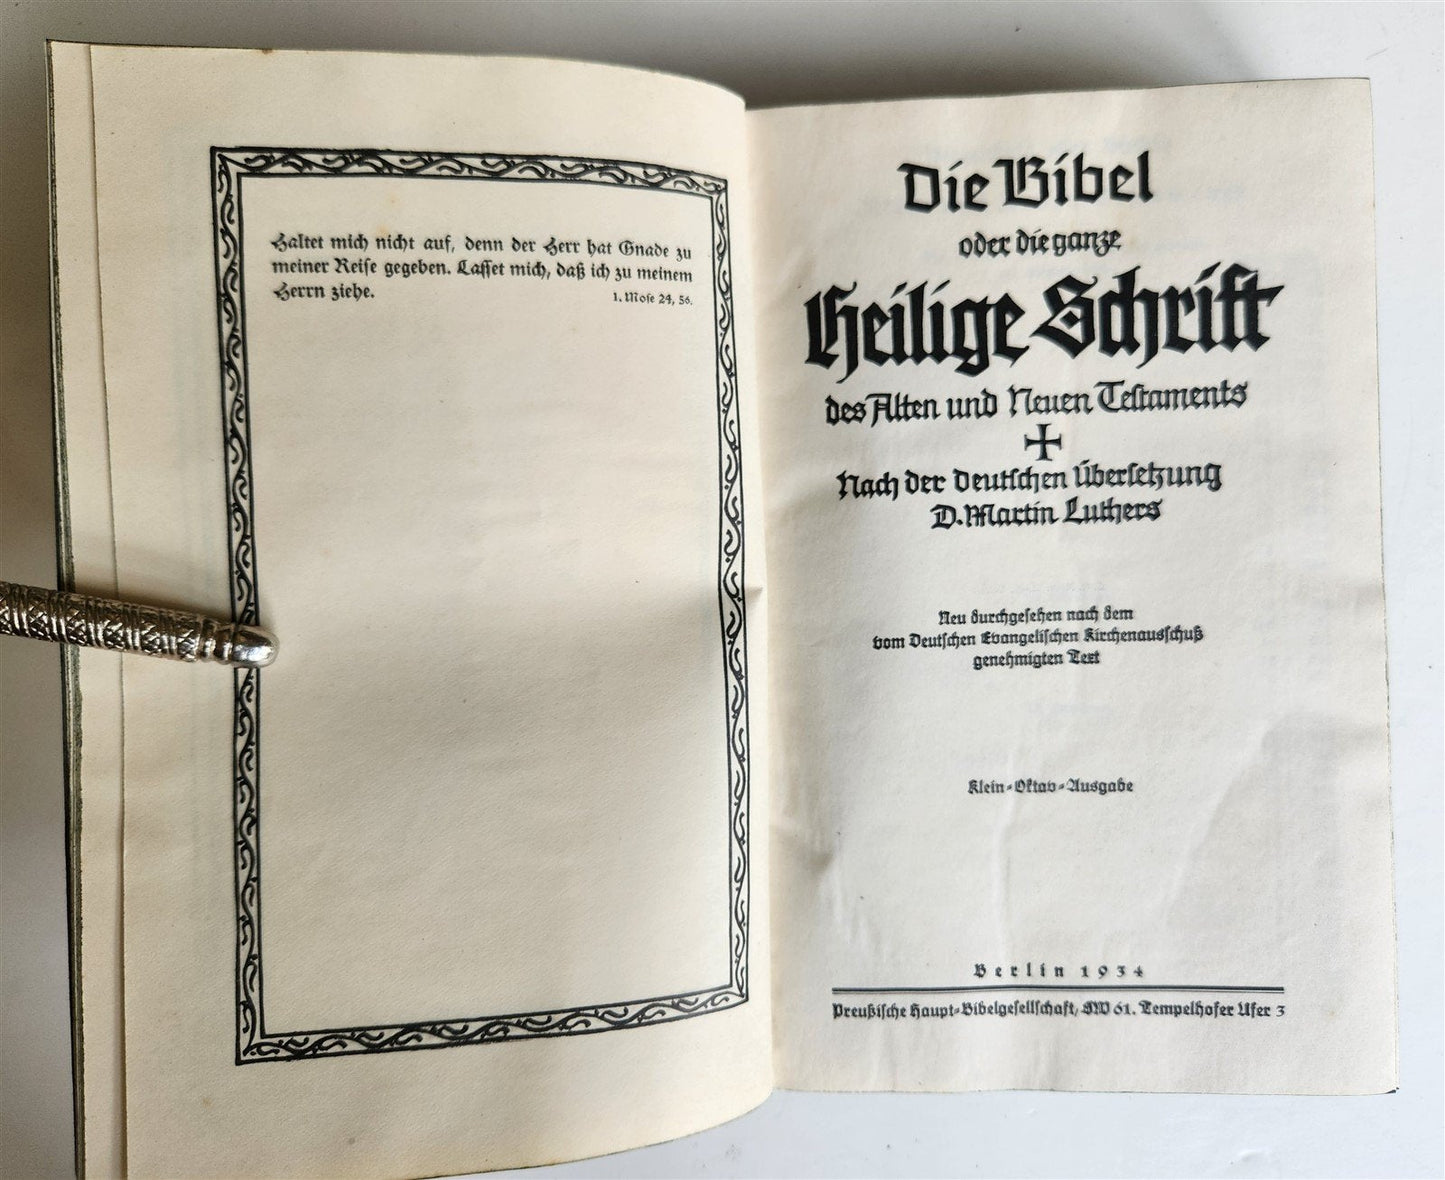 Haltet mich nicht auf, denn der Herr hat Gnade zu
meiner Reise gegeben. Lasset mich, daß ich zu meinem
Herrn ziehe.
1. Mose 24, 56.
Die Bibel
oder die ganze
Heilige Schrift
des Alten und Neuen Testaments
Nach der deutschen Übersetzung
D. Martin Luthers
Neu durchgesehen nach dem
vom Deutschen Evangelischen Kirchenausschuß
genehmigten Text
Klein-Oktav-Ausgabe
Berlin 1934
Preußische Haupt-Bibelgesellschaft, SW 61. Tempelhofer Ufer 3